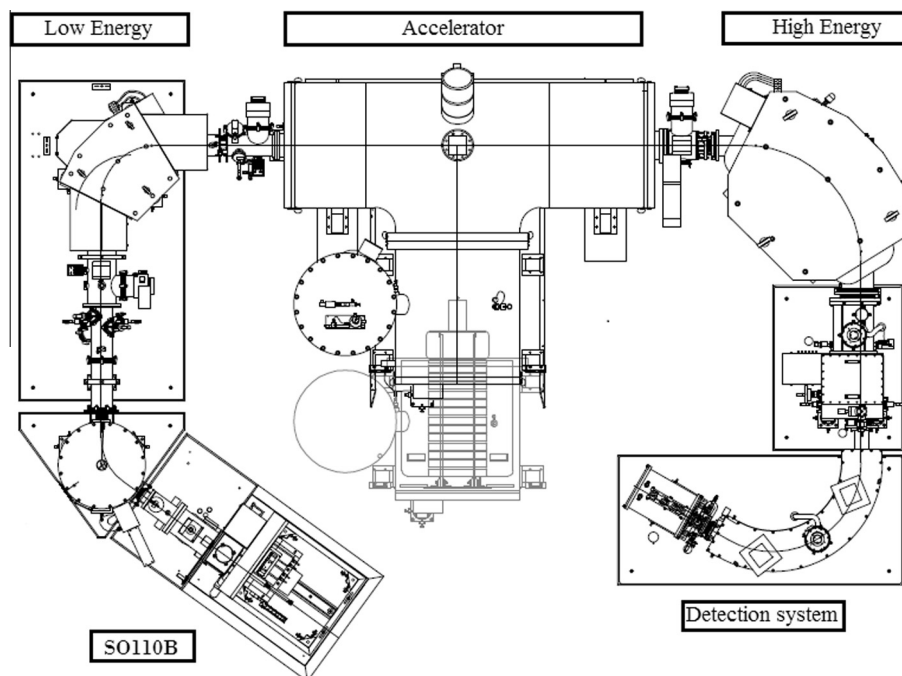 Low Energy
Accelerator
High Energy
Detection system
SO110B